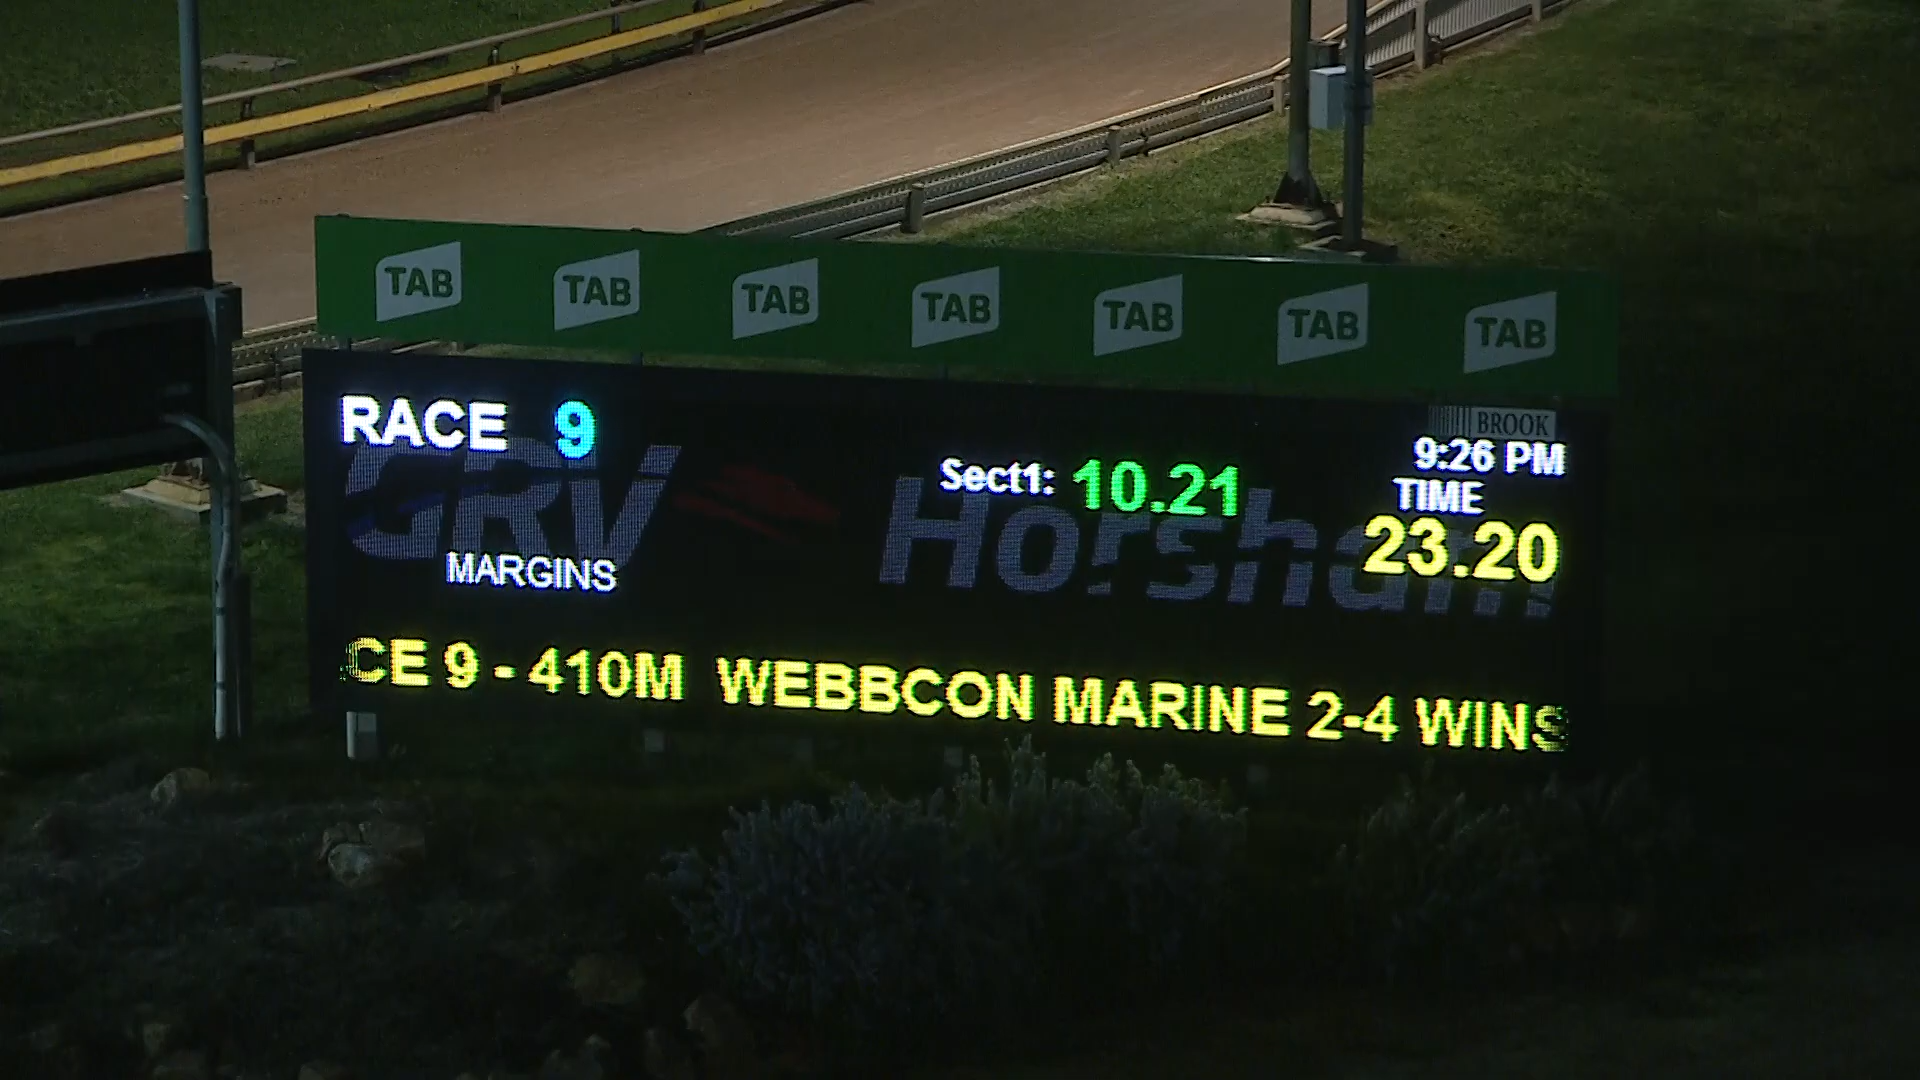 TAB TAB TAB TAB TAB TAB TAB
BROOK
RACE 9
9:26 PM
Sect1: 10.21
TIME
23.20
GRV Horsham
MARGINS
CE 9 - 410M WEBBCON MARINE 2-4 WINS